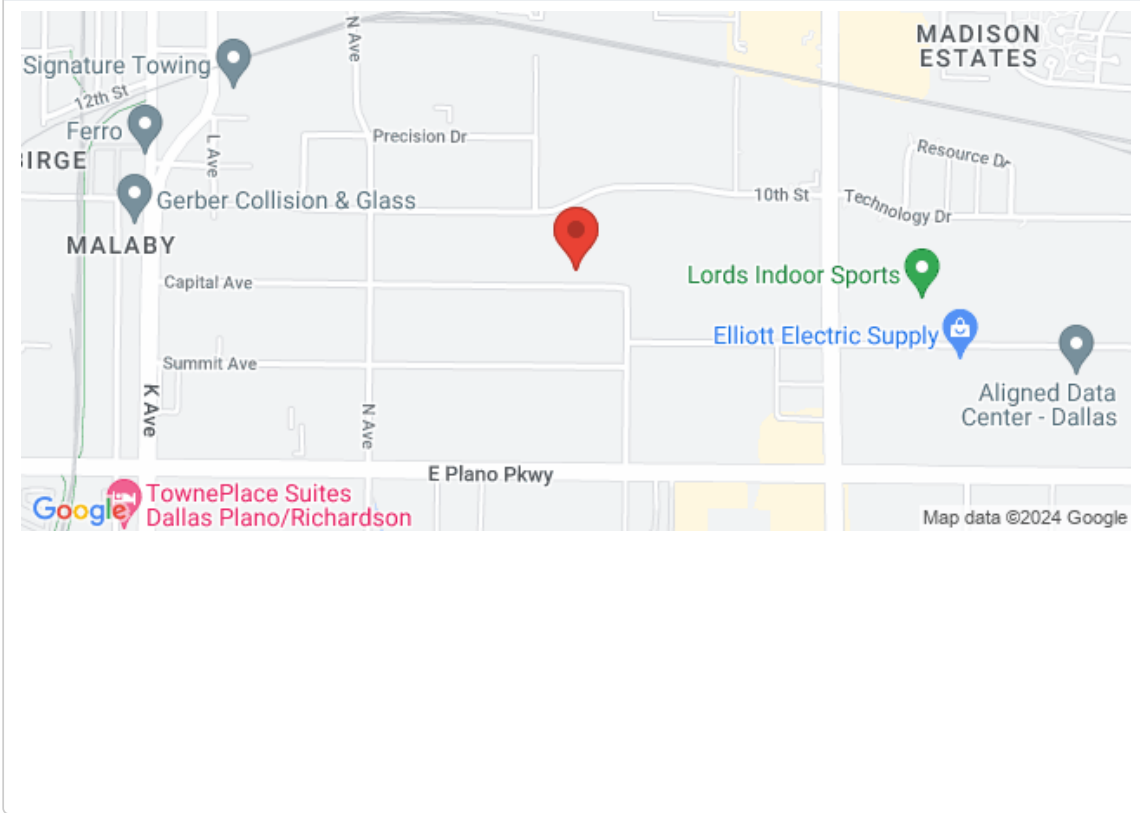 MADISON
ESTATES
N Ave
Signature Towing
12th St
Ferro
L Ave
Precision Dr
Resource Dr
BIRGE
Gerber Collision & Glass
10th St
Technology Dr
MALABY
Capital Ave
Lords Indoor Sports
Elliott Electric Supply
Summit Ave
K Ave
N Ave
Aligned Data
Center - Dallas
E Plano Pkwy
TownePlace Suites
Dallas Plano/Richardson
Google
Map data ©2024 Google